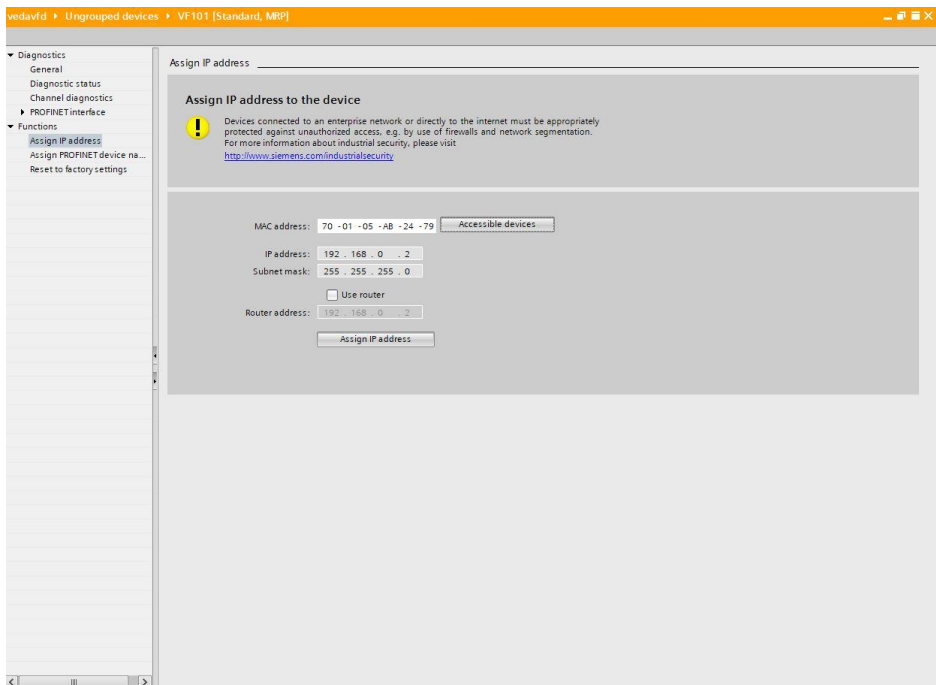 vedavfd ▸ Ungrouped devices ▸ VF101 [Standard, MRP]
Diagnostics
General
Diagnostic status
Channel diagnostics
PROFINET interface
Functions
Assign IP address
Assign PROFINET device na...
Reset to factory settings
Assign IP address
Assign IP address to the device
Devices connected to an enterprise network or directly to the internet must be appropriately
protected against unauthorized access, e.g. by use of firewalls and network segmentation.
For more information about industrial security, please visit
http://www.siemens.com/industrialsecurity
MAC address: 70 -01 -05 -AB -24 -79 Accessible devices
IP address: 192 . 168 . 0 . 2
Subnet mask: 255 . 255 . 255 . 0
Use router
Router address: 192 . 168 . 0 . 2
Assign IP address